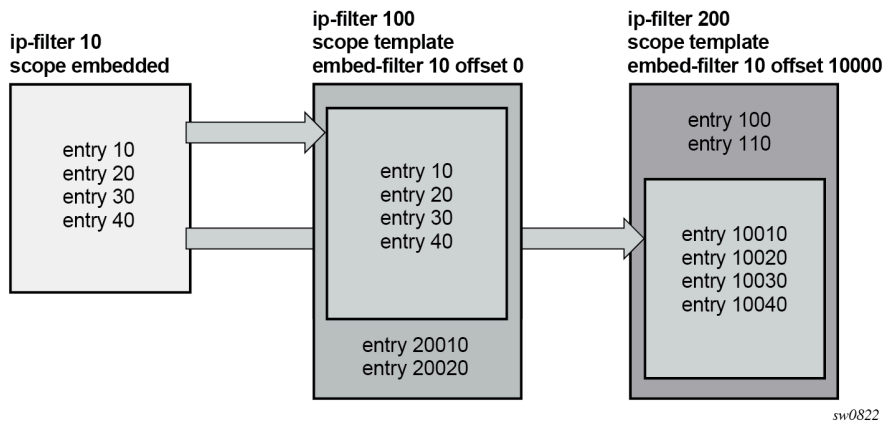 ip-filter 10
scope embedded
entry 10
entry 20
entry 30
entry 40
ip-filter 100
scope template
embed-filter 10 offset 0
entry 10
entry 20
entry 30
entry 40
entry 20010
entry 20020
ip-filter 200
scope template
embed-filter 10 offset 10000
entry 100
entry 110
entry 10010
entry 10020
entry 10030
entry 10040
sw0822